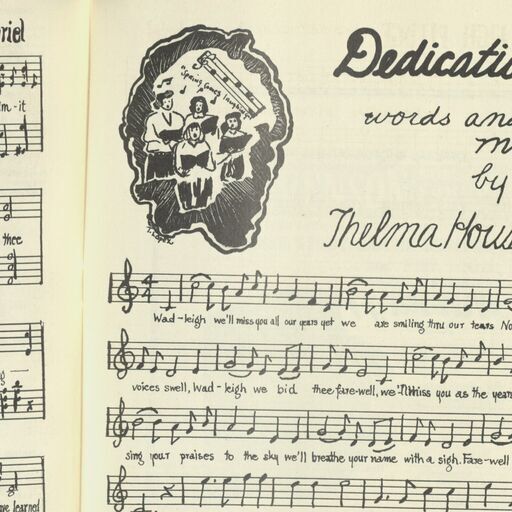 riel
m-it
thee
ve learned
Dedicatio
"Spring Comes Laughing"
words and
m
by
Thelma Hous
Wad-leigh we'll miss you all our years yet we are smiling thru our tears No
voices swell, Wad-leigh we bid thee fare-well, we'll miss you as the years
sing your praises to the sky we'll breathe your name with a sigh. Fare-well